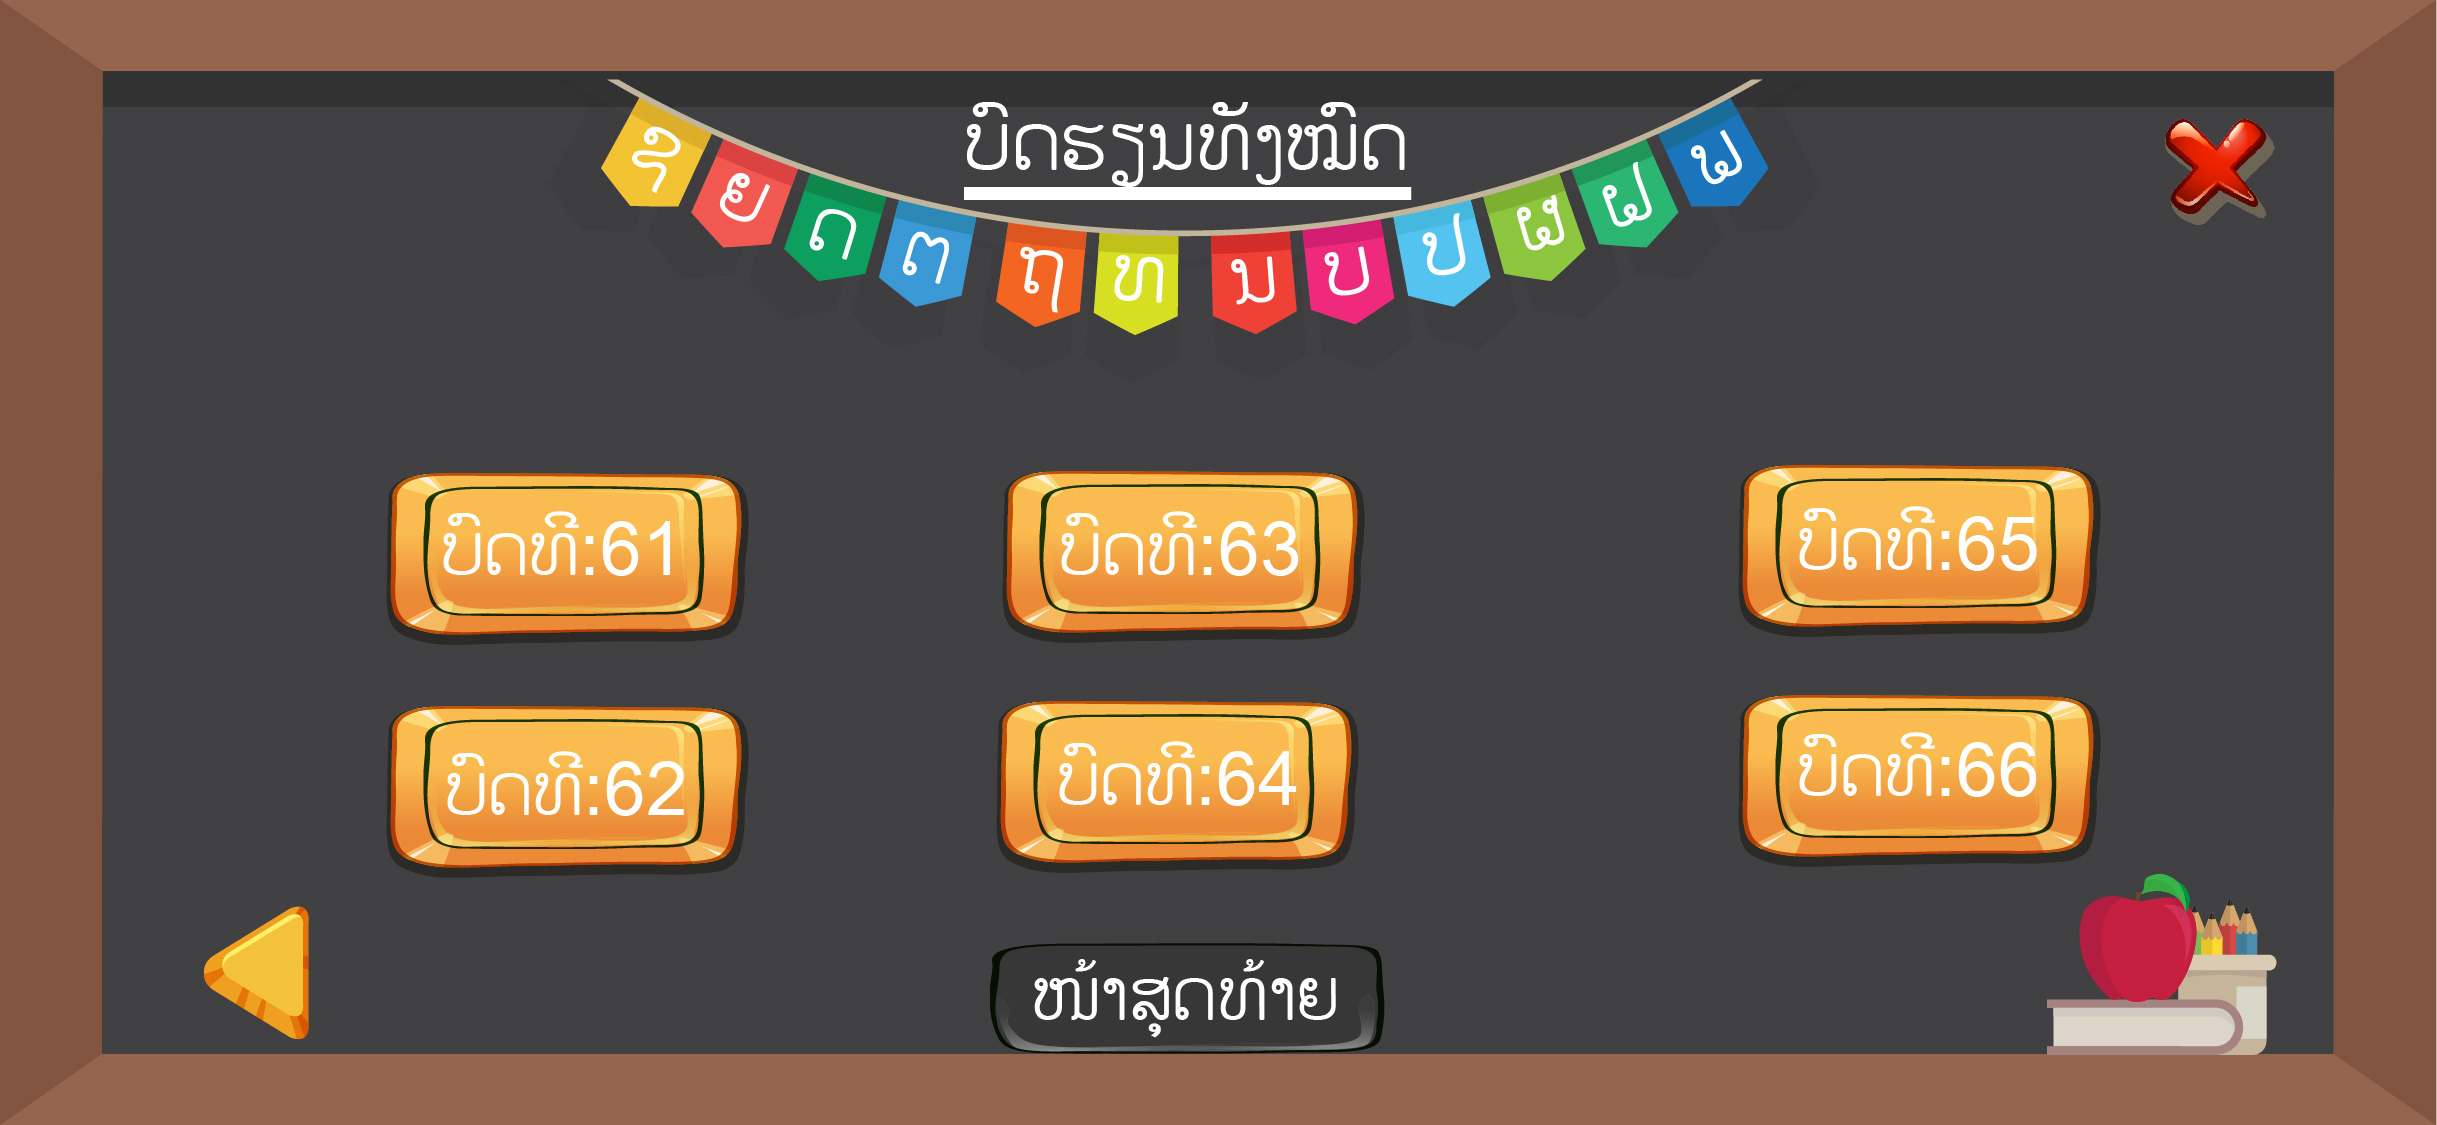 ບົດຮຽນທັງໝົດ
ຊ ຍ ດ ຕ ຖ ທ ນ ບ ປ ຜ ຝ ພ
ບົດທີ:61
ບົດທີ:63
ບົດທີ:65
ບົດທີ:62
ບົດທີ:64
ບົດທີ:66
ໜ້າສຸດທ້າຍ